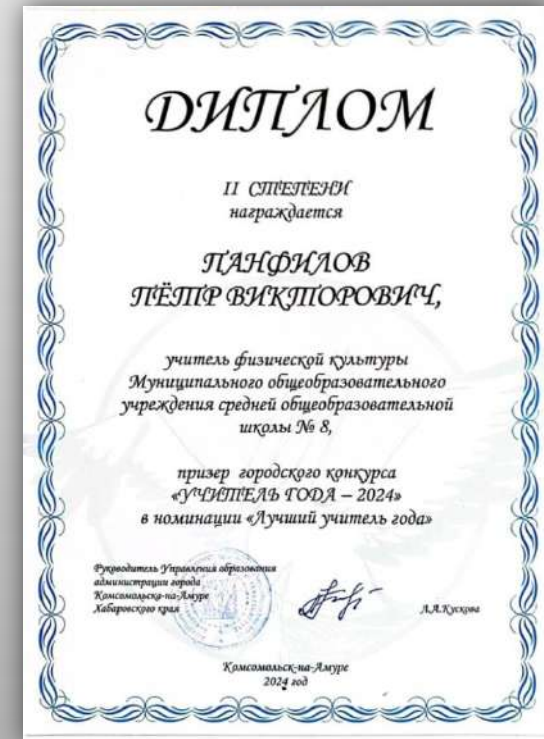 ДИПЛОМ
II СТЕПЕНИ
награждается
ПАНФИЛОВ
ПЁТР ВИКТОРОВИЧ,
учитель физической культуры
Муниципального общеобразовательного
учреждения средней общеобразовательной
школы № 8,
призер городского конкурса
«УЧИТЕЛЬ ГОДА – 2024»
в номинации «Лучший учитель года»
Руководитель Управления образования
администрации города
Комсомольска-на-Амуре
Хабаровского края
Л.А.Кускова
Комсомольск-на-Амуре
2024 год